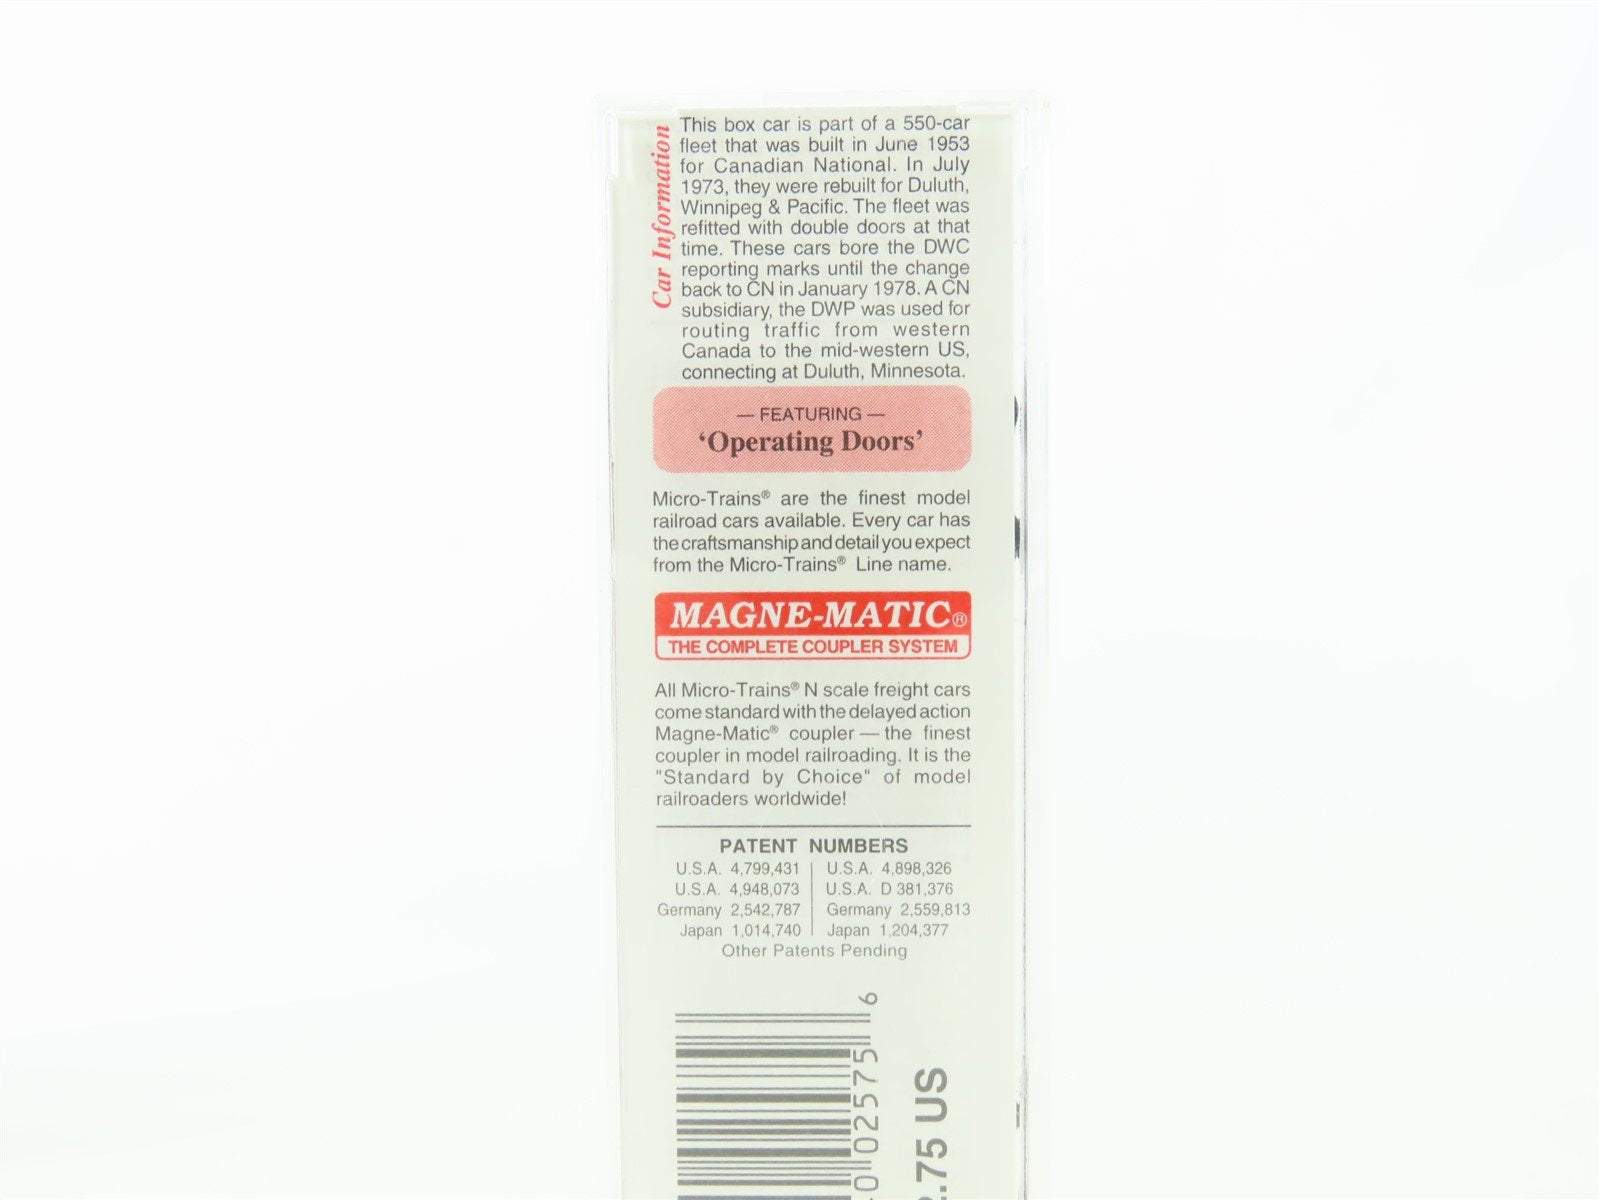 Car Information
This box car is part of a 550-car
fleet that was built in June 1953
for Canadian National. In July
1973, they were rebuilt for Duluth,
Winnipeg & Pacific. The fleet was
refitted with double doors at that
time. These cars bore the DWC
reporting marks until the change
back to CN in January 1978. A CN
subsidiary, the DWP was used for
routing traffic from western
Canada to the mid-western US,
connecting at Duluth, Minnesota.
— FEATURING —
‘Operating Doors’
Micro-Trains® are the finest model
railroad cars available. Every car has
the craftsmanship and detail you expect
from the Micro-Trains® Line name.
MAGNE-MATIC®
THE COMPLETE COUPLER SYSTEM
All Micro-Trains® N scale freight cars
come standard with the delayed action
Magne-Matic® coupler — the finest
coupler in model railroading. It is the
"Standard by Choice" of model
railroaders worldwide!
PATENT NUMBERS
U.S.A. 4,799,431 U.S.A. 4,898,326
U.S.A. 4,948,073 U.S.A. D 381,376
Germany 2,542,787 Germany 2,559,813
Japan 1,014,740 Japan 1,204,377
Other Patents Pending
02575 6
.75 US